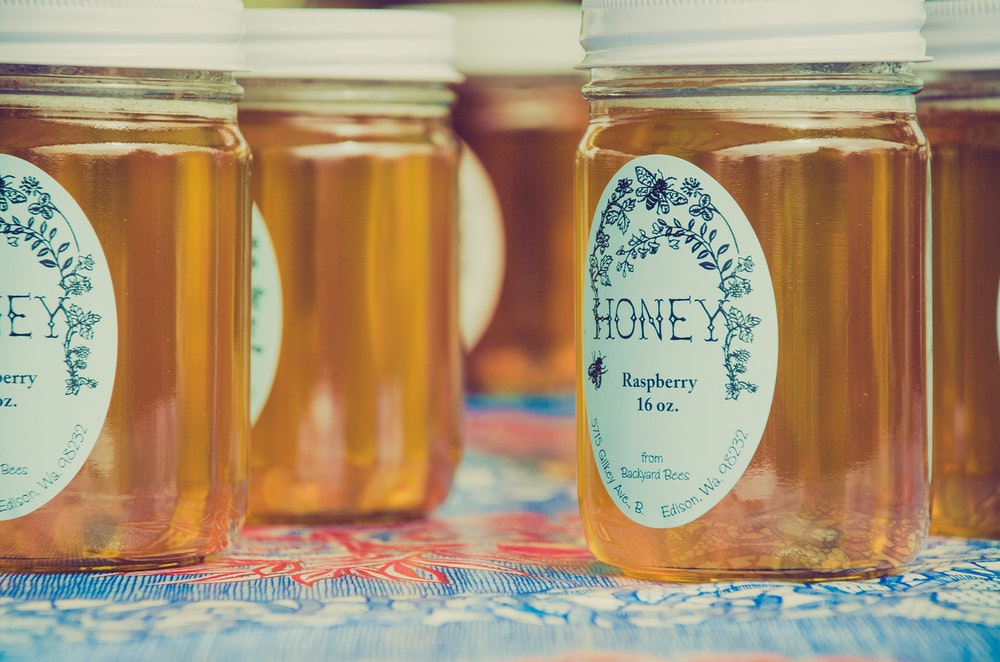 EY
berry
oz.
Bees
Edison, Wa. 98232
HONEY
Raspberry
16 oz.
from
Backyard Bees
5715 Gilkey Ave., B.
Edison, Wa. 98232